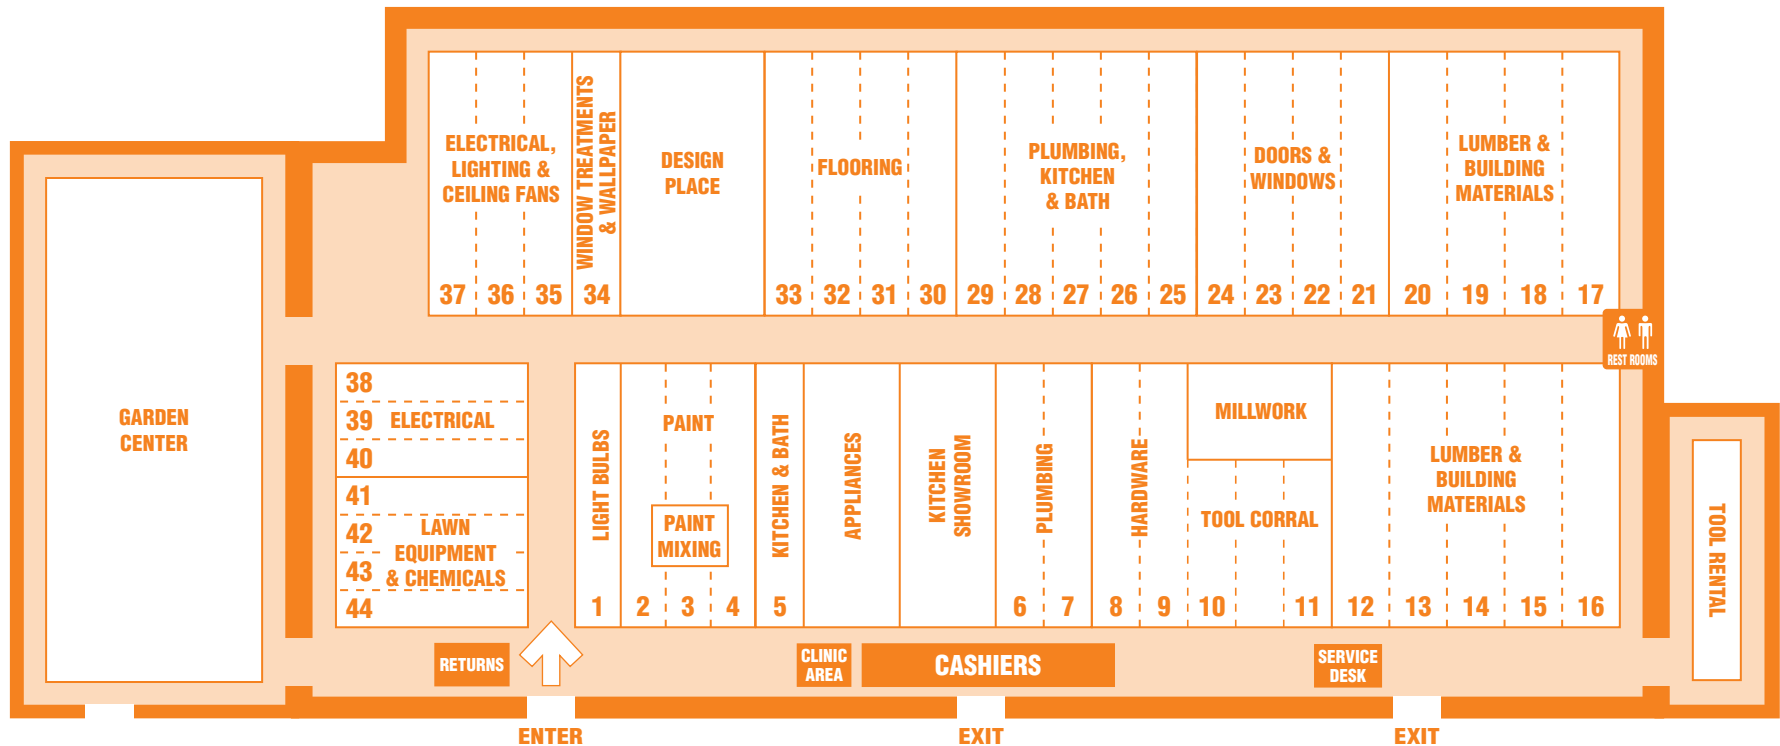 ELECTRICAL,
LIGHTING &
CEILING FANS
WINDOW TREATMENTS
& WALLPAPER
DESIGN
PLACE
FLOORING
PLUMBING,
KITCHEN
& BATH
DOORS &
WINDOWS
LUMBER &
BUILDING
MATERIALS
37 36 35 34 33 32 31 30 29 28 27 26 25 24 23 22 21 20 19 18 17
REST ROOMS
GARDEN
CENTER
38
39 ELECTRICAL
40
41
42
43
44
LAWN
EQUIPMENT
& CHEMICALS
LIGHT BULBS
PAINT
PAINT
MIXING
KITCHEN & BATH
APPLIANCES
KITCHEN
SHOWROOM
PLUMBING
HARDWARE
MILLWORK
TOOL CORRAL
LUMBER &
BUILDING
MATERIALS
1 2 3 4 5 6 7 8 9 10 11 12 13 14 15 16
TOOL RENTAL
RETURNS
CLINIC
AREA
CASHIERS
SERVICE
DESK
ENTER
EXIT
EXIT